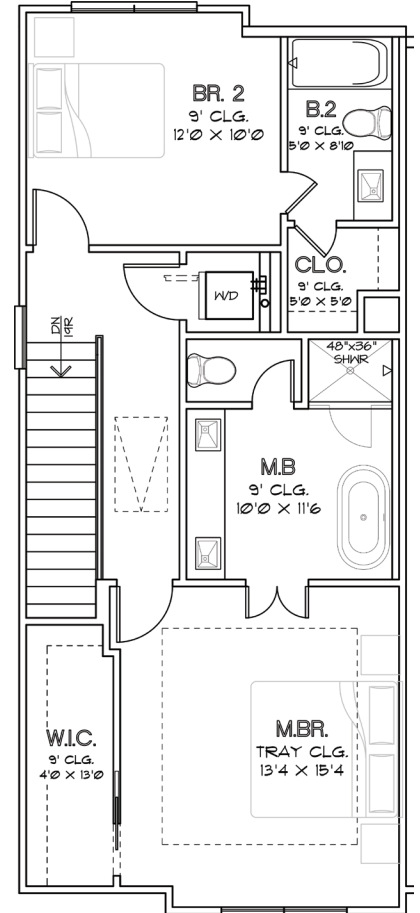 BR. 2
9' CLG.
12'0 X 10'0
B.2
9' CLG.
5'0 X 8'10
CLO.
9' CLG.
5'0 X 5'0
W/D
DN
19R
48"x36"
SHWR
M.B
9' CLG.
10'0 X 11'6
W.I.C.
9' CLG.
4'0 X 13'0
M.BR.
TRAY CLG.
13'4 X 15'4